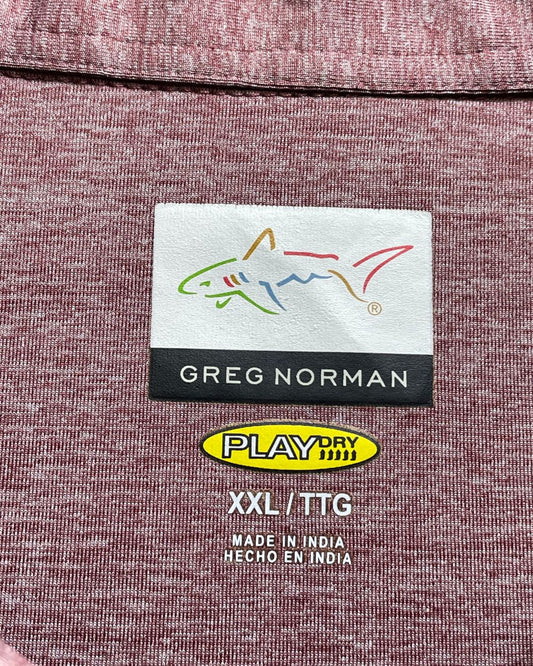 ®
GREG NORMAN
PLAYDRY
XXL / TTG
MADE IN INDIA
HECHO EN INDIA